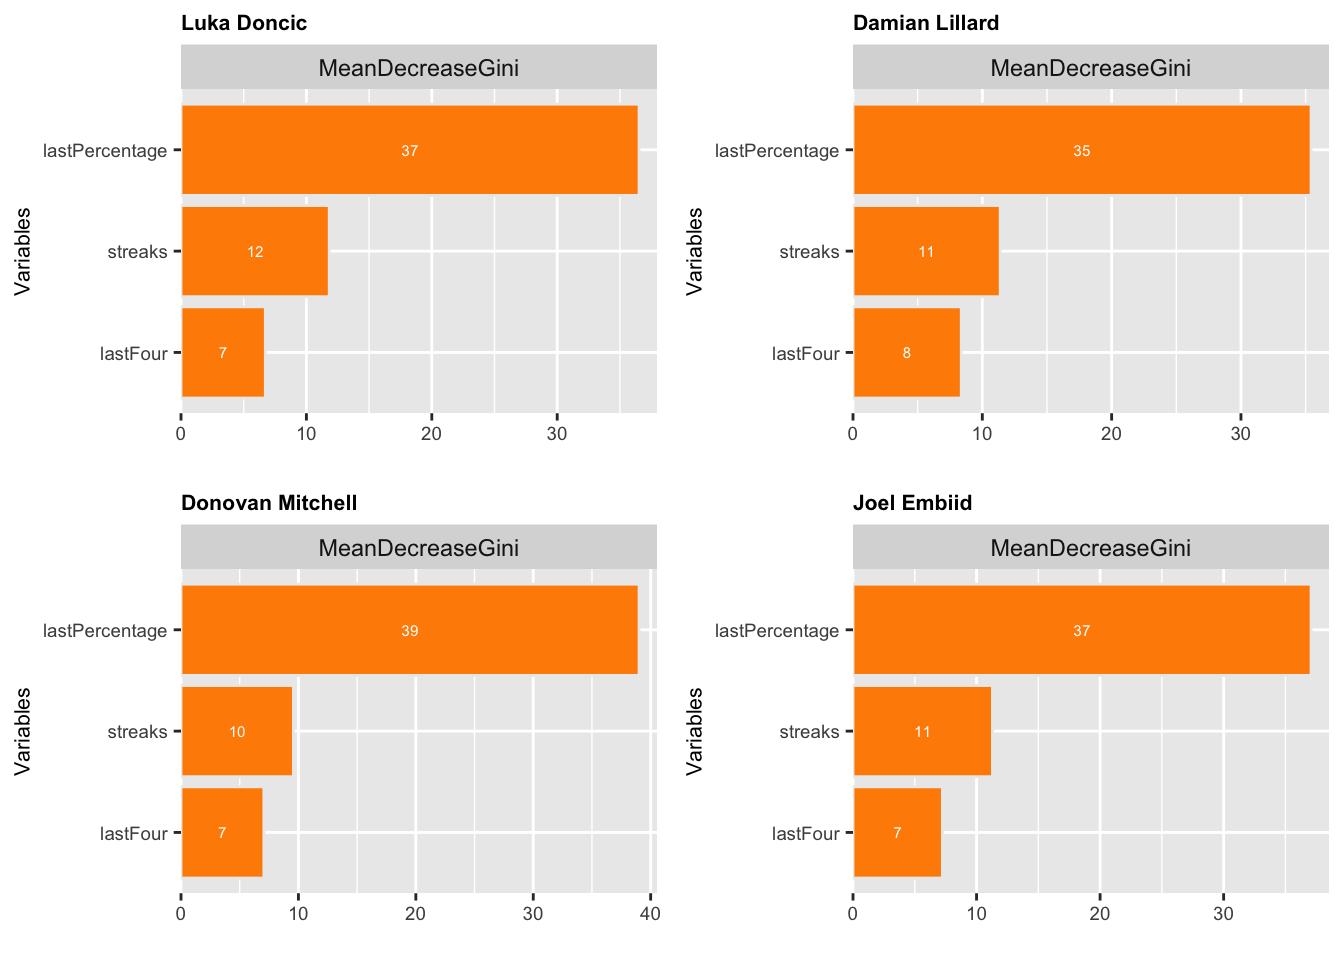 Luka Doncic
MeanDecreaseGini
Variables
lastPercentage
37
streaks
12
lastFour
7
0 10 20 30
Damian Lillard
MeanDecreaseGini
Variables
lastPercentage
35
streaks
11
lastFour
8
0 10 20 30
Donovan Mitchell
MeanDecreaseGini
Variables
lastPercentage
39
streaks
10
lastFour
7
0 10 20 30 40
Joel Embiid
MeanDecreaseGini
Variables
lastPercentage
37
streaks
11
lastFour
7
0 10 20 30